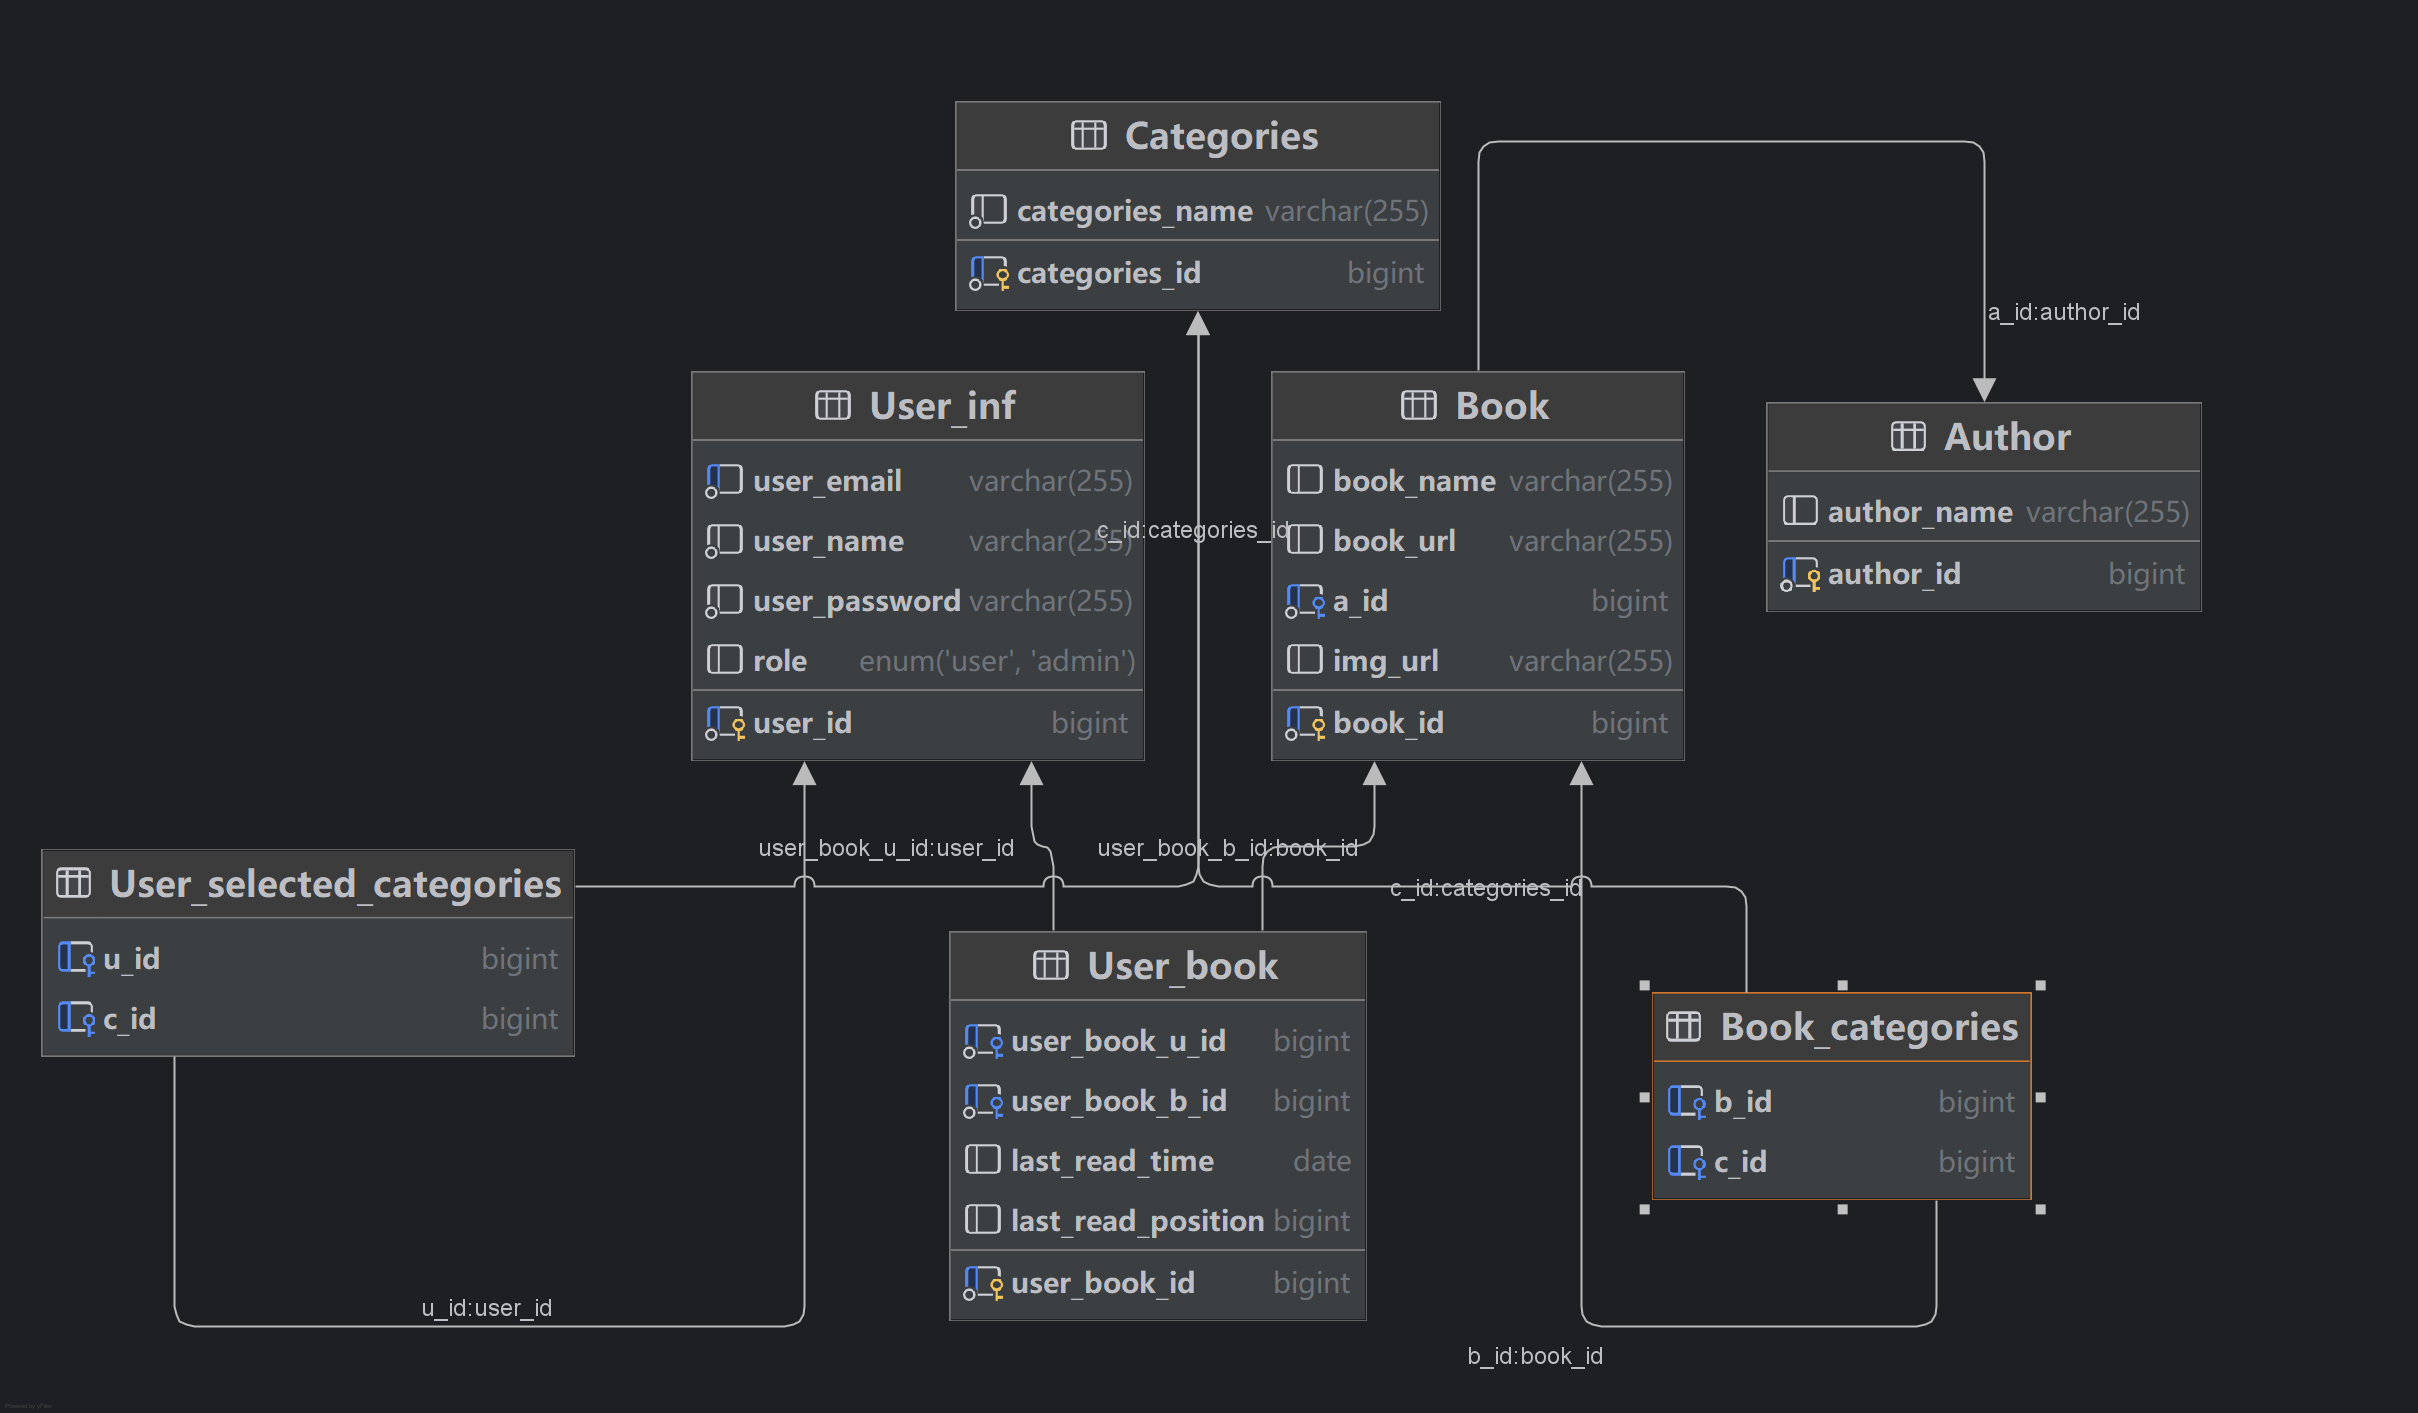 Categories
categories_name varchar(255)
categories_id bigint
a_id:author_id
User_inf
user_email varchar(255)
user_name varchar(255)
user_password varchar(255)
role enum('user', 'admin')
user_id bigint
c_id:categories_id
Book
book_name varchar(255)
book_url varchar(255)
a_id bigint
img_url varchar(255)
book_id bigint
Author
author_name varchar(255)
author_id bigint
user_book_u_id:user_id
user_book_b_id:book_id
c_id:categories_id
User_selected_categories
u_id bigint
c_id bigint
User_book
user_book_u_id bigint
user_book_b_id bigint
last_read_time date
last_read_position bigint
user_book_id bigint
Book_categories
b_id bigint
c_id bigint
u_id:user_id
b_id:book_id
Powered by yFiles